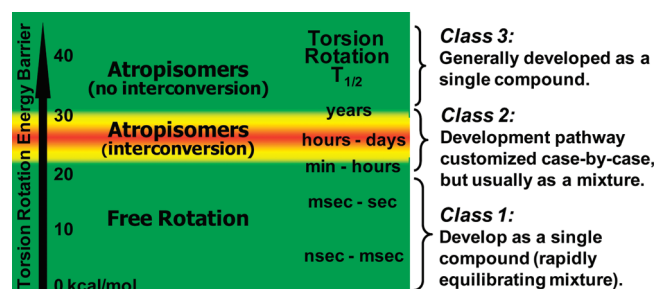 Torsion Rotation Energy Barrier
40
30
20
10
0 kcal/mol
Atropisomers
(no interconversion)
Atropisomers
(interconversion)
Free Rotation
Torsion
Rotation
T1/2
years
hours - days
min - hours
msec - sec
nsec - msec
Class 3:
Generally developed as a
single compound.
Class 2:
Development pathway
customized case-by-case,
but usually as a mixture.
Class 1:
Develop as a single
compound (rapidly
equilibrating mixture).